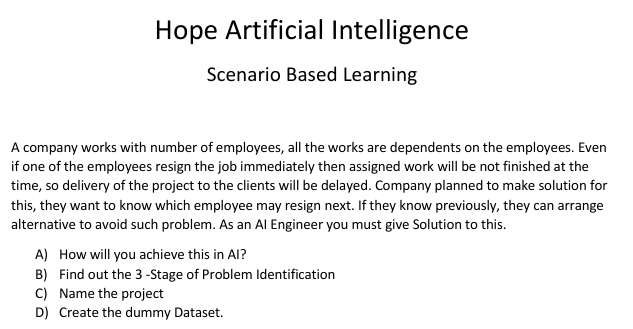 Hope Artificial Intelligence
Scenario Based Learning
A company works with number of employees, all the works are dependents on the employees. Even
if one of the employees resign the job immediately then assigned work will be not finished at the
time, so delivery of the project to the clients will be delayed. Company planned to make solution for
this, they want to know which employee may resign next. If they know previously, they can arrange
alternative to avoid such problem. As an AI Engineer you must give Solution to this.
A) How will you achieve this in AI?
B) Find out the 3 -Stage of Problem Identification
C) Name the project
D) Create the dummy Dataset.